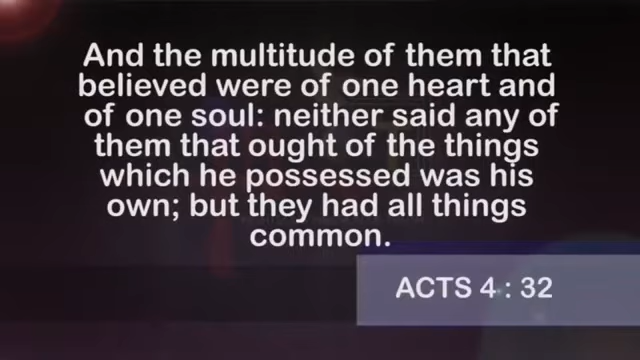 And the multitude of them that
believed were of one heart and
of one soul: neither said any of
them that ought of the things
which he possessed was his
own; but they had all things
common.
ACTS 4 : 32